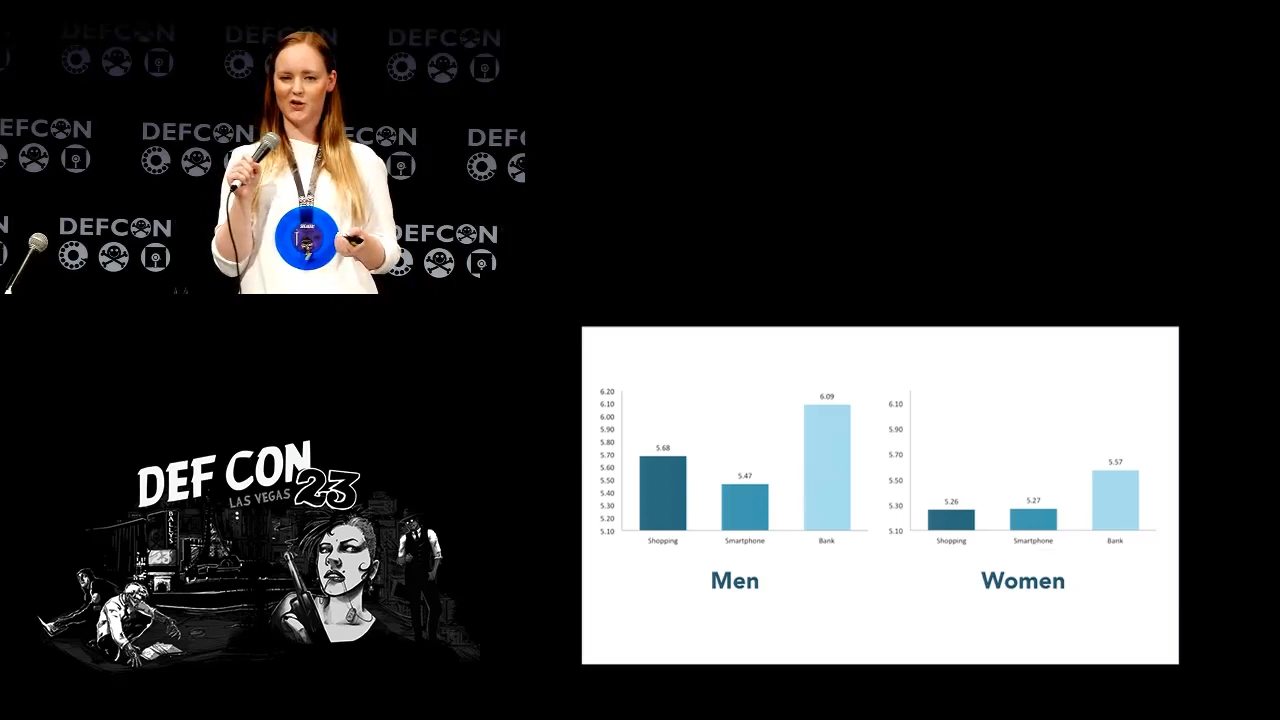 DEFCON
DEFCON
DEFCON
DEFCON
DEFCON
DEFCON
DEFCON
DEFCON
DEFCON
DEF CON
LAS VEGAS 23
BALLYS
6.20
6.10
6.00
5.90
5.80
5.70
5.60
5.50
5.40
5.30
5.20
5.10
5.68
5.47
6.09
Shopping Smartphone Bank
Men
6.10
5.90
5.70
5.50
5.30
5.10
5.26
5.27
5.57
Shopping Smartphone Bank
Women